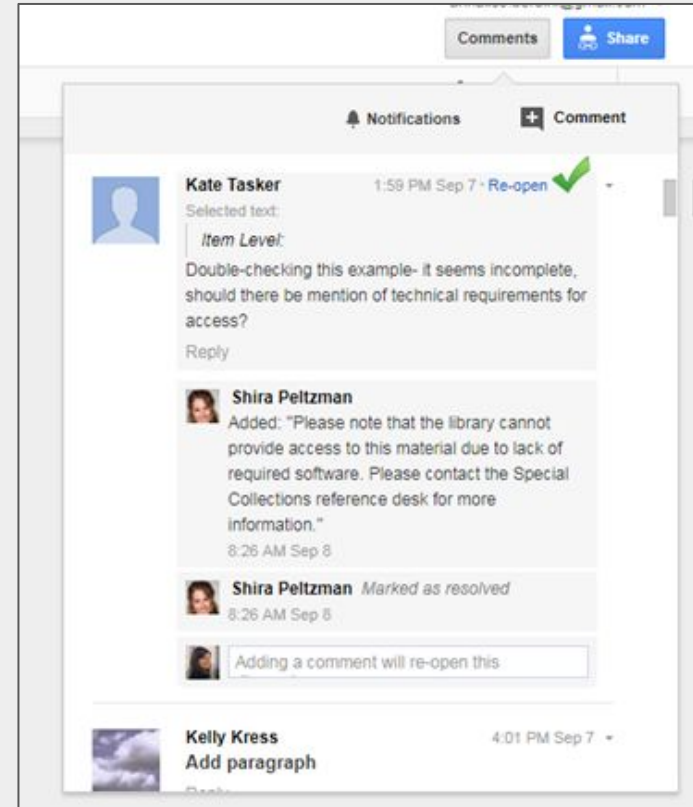 Comments
Share
Notifications
Comment
Kate Tasker
1:59 PM Sep 7 · Re-open
Selected text:
Item Level:
Double-checking this example- it seems incomplete,
should there be mention of technical requirements for
access?
Reply
Shira Peltzman
Added: "Please note that the library cannot
provide access to this material due to lack of
required software. Please contact the Special
Collections reference desk for more
information."
8:26 AM Sep 8
Shira Peltzman Marked as resolved
8:26 AM Sep 8
Adding a comment will re-open this
Kelly Kress
4:01 PM Sep 7
Add paragraph